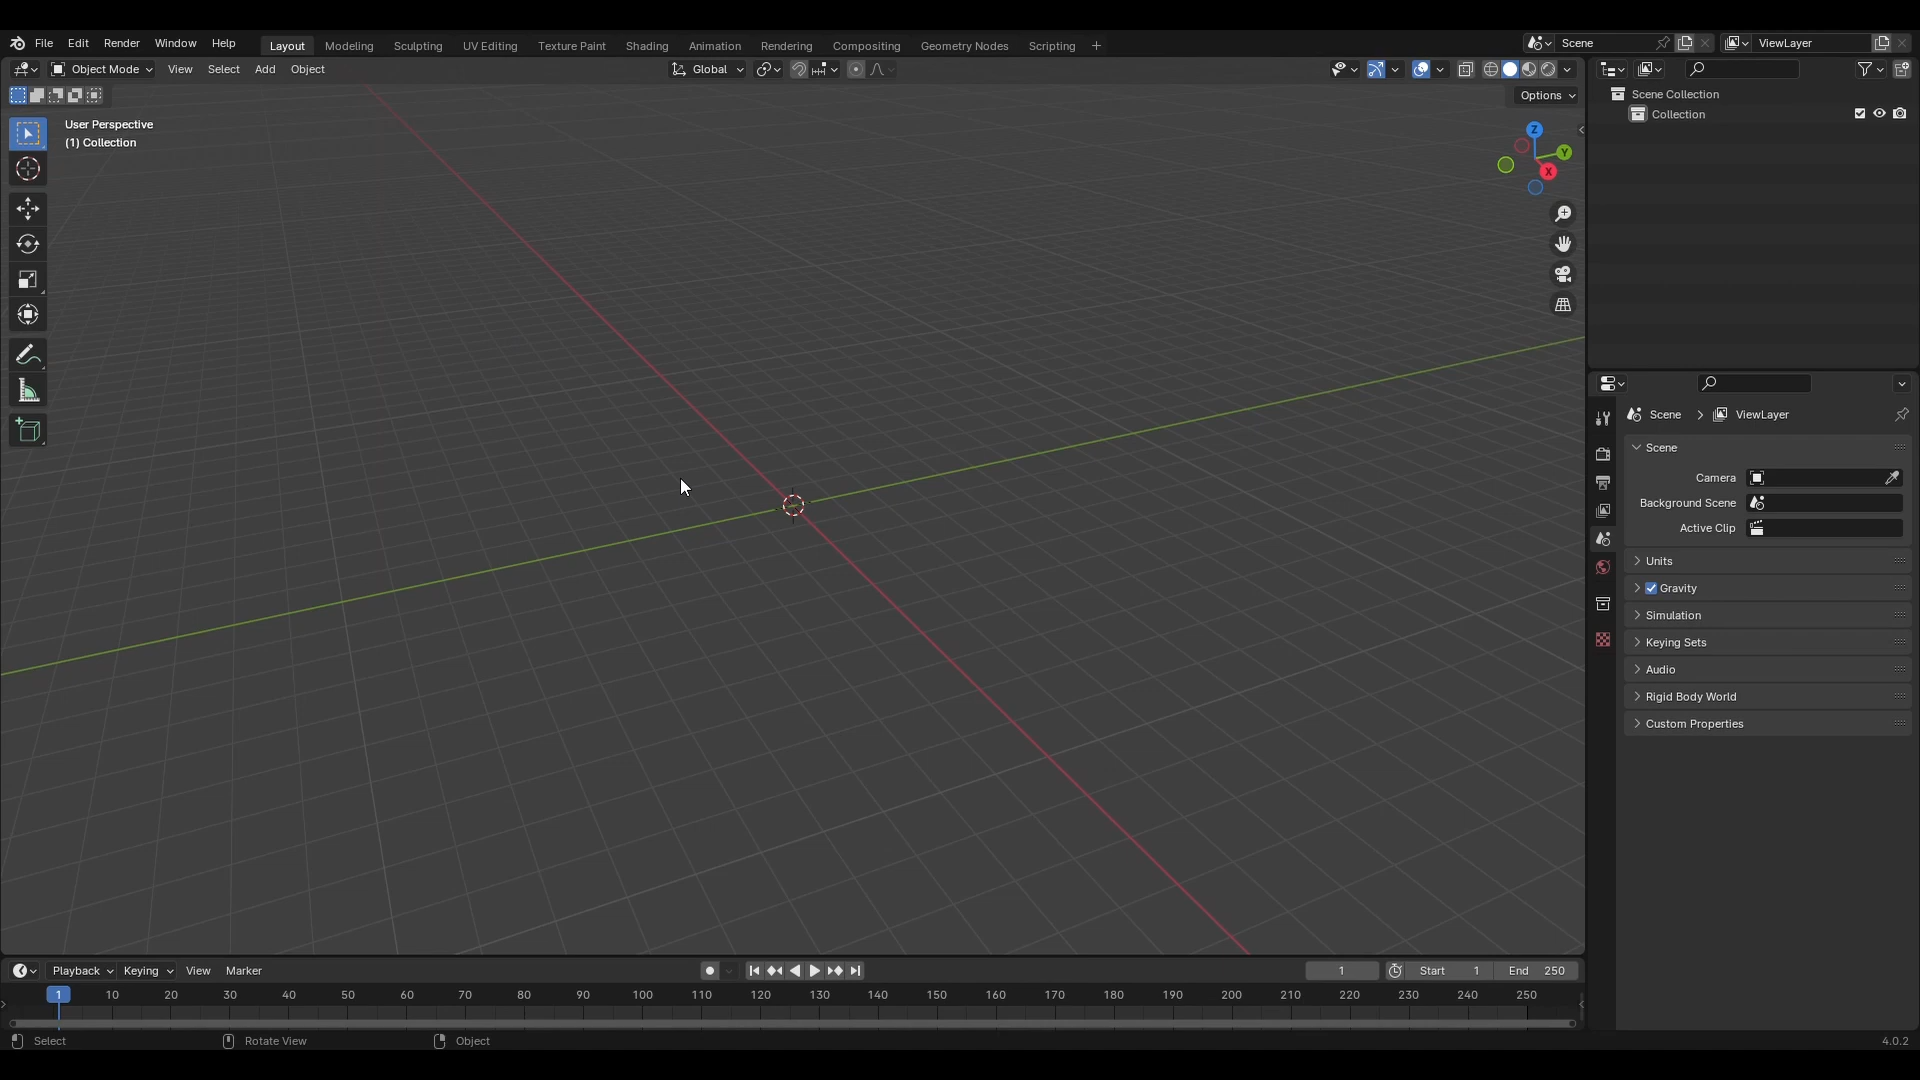 File Edit Render Window Help Layout Modeling Sculpting UV Editing Texture Paint Shading Animation Rendering Compositing Geometry Nodes Scripting + Scene ViewLayer
Object Mode View Select Add Object Global
Options
User Perspective
(1) Collection
Z
Y
X
Scene Collection
Collection
Scene > ViewLayer
Scene
Camera
Background Scene
Active Clip
Units
Gravity
Simulation
Keying Sets
Audio
Rigid Body World
Custom Properties
Playback Keying View Marker 1 Start 1 End 250
1 10 20 30 40 50 60 70 80 90 100 110 120 130 140 150 160 170 180 190 200 210 220 230 240 250
Select Rotate View Object 4.0.2